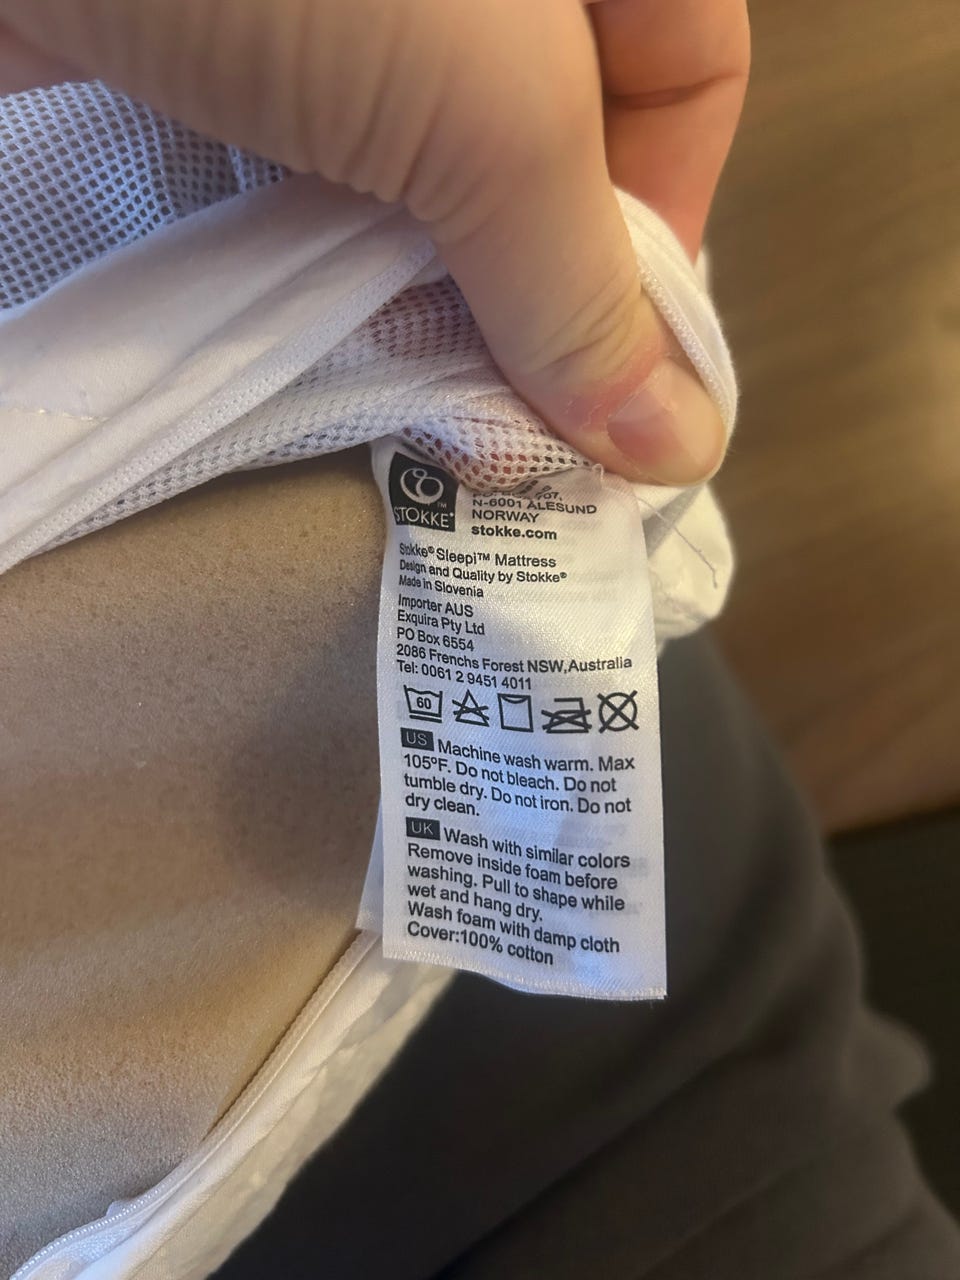 STOKKE®
N-6001 ÅLESUND
NORWAY
stokke.com
Stokke® Sleepi™ Mattress
Design and Quality by Stokke®
Made in Slovenia
Importer AUS
Exquira Pty Ltd
PO Box 6554
2086 Frenchs Forest NSW,Australia
Tel: 0061 2 9451 4011
60
US Machine wash warm. Max
105°F. Do not bleach. Do not
tumble dry. Do not iron. Do not
dry clean.
UK Wash with similar colors
Remove inside foam before
washing. Pull to shape while
wet and hang dry.
Wash foam with damp cloth
Cover:100% cotton